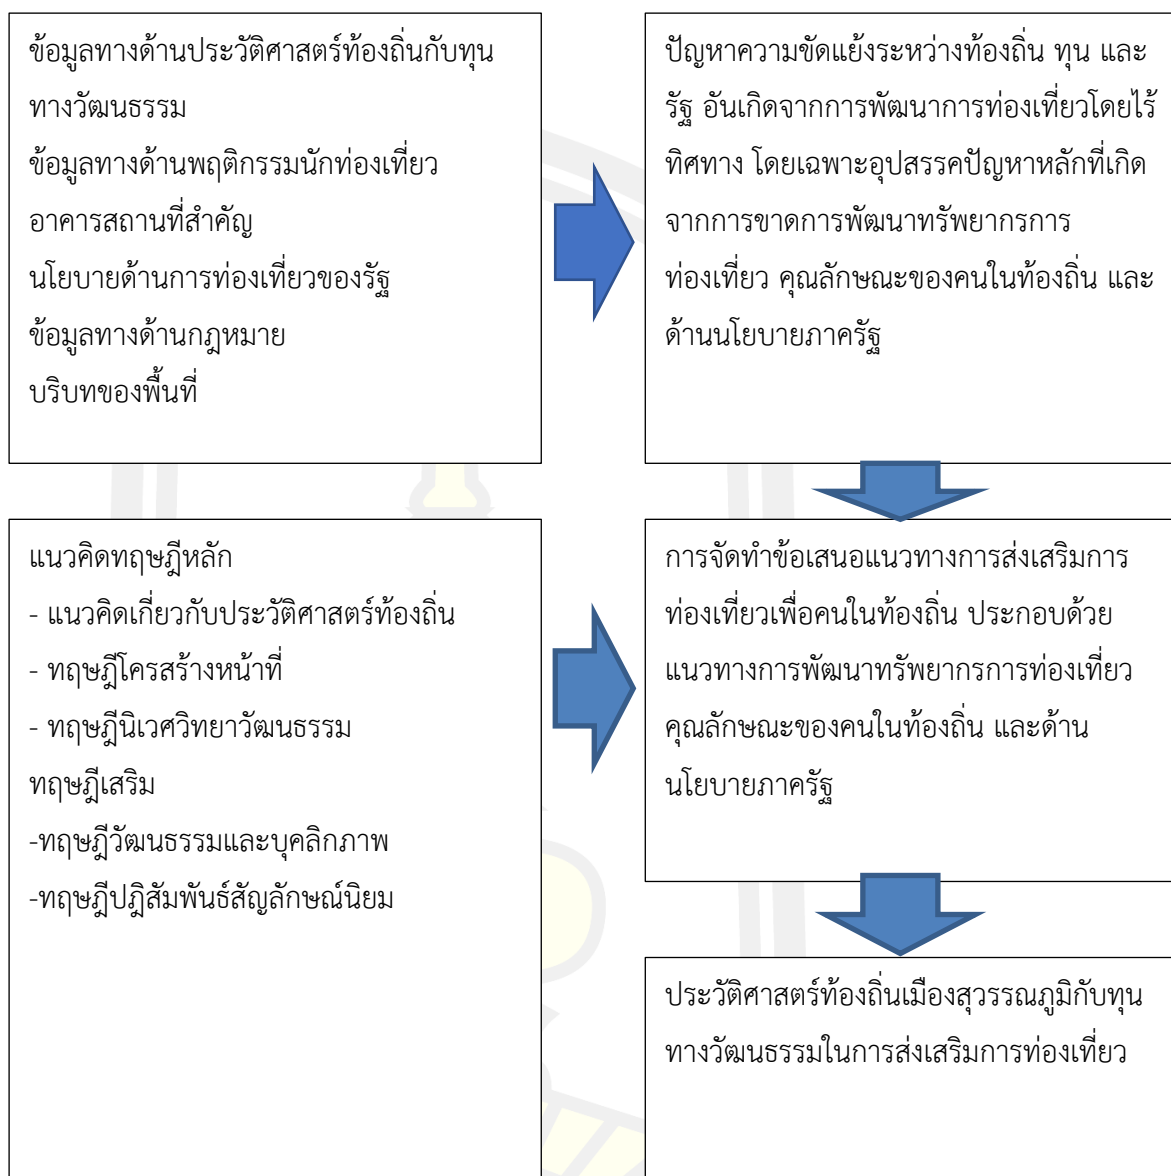 ข้อมูลทางด้านประวัติศาสตร์ท้องถิ่นกับทุน
ทางวัฒนธรรม
ข้อมูลทางด้านพฤติกรรมนักท่องเที่ยว
อาคารสถานที่สำคัญ
นโยบายด้านการท่องเที่ยวของรัฐ
ข้อมูลทางด้านกฎหมาย
บริบทของพื้นที่
ปัญหาความขัดแย้งระหว่างท้องถิ่น ทุน และ
รัฐ อันเกิดจากการพัฒนาการท่องเที่ยวโดยไร้
ทิศทาง โดยเฉพาะอุปสรรคปัญหาหลักที่เกิด
จากการขาดการพัฒนาทรัพยากรการ
ท่องเที่ยว คุณลักษณะของคนในท้องถิ่น และ
ด้านนโยบายภาครัฐ
แนวคิดทฤษฎีหลัก
- แนวคิดเกี่ยวกับประวัติศาสตร์ท้องถิ่น
- ทฤษฎีโครสร้างหน้าที่
- ทฤษฎีนิเวศวิทยาวัฒนธรรม
ทฤษฎีเสริม
-ทฤษฎีวัฒนธรรมและบุคลิกภาพ
-ทฤษฎีปฎิสัมพันธ์สัญลักษณ์นิยม
การจัดทำข้อเสนอแนวทางการส่งเสริมการ
ท่องเที่ยวเพื่อคนในท้องถิ่น ประกอบด้วย
แนวทางการพัฒนาทรัพยากรการท่องเที่ยว
คุณลักษณะของคนในท้องถิ่น และด้าน
นโยบายภาครัฐ
ประวัติศาสตร์ท้องถิ่นเมืองสุวรรณภูมิกับทุน
ทางวัฒนธรรมในการส่งเสริมการท่องเที่ยว